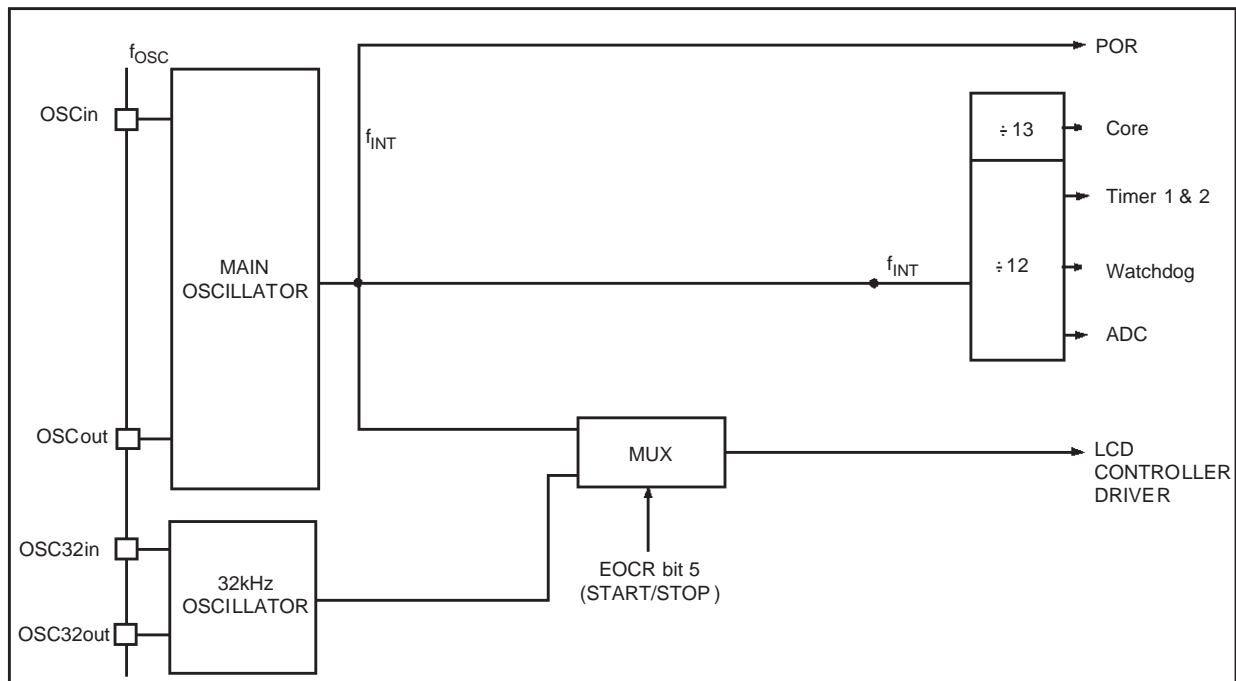 fOSC
POR
OSCin
÷13
Core
fINT
Timer 1 & 2
MAIN
OSCILLATOR
fINT
÷12
Watchdog
ADC
OSCout
MUX
LCD
CONTROLLER
DRIVER
OSC32in
EOCR bit 5
(START/STOP)
32kHz
OSCILLATOR
OSC32out